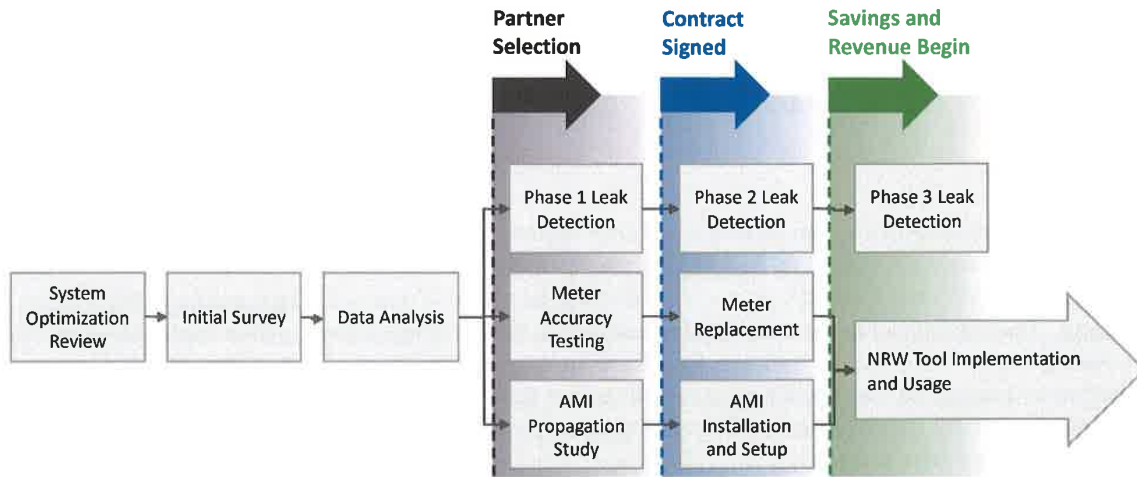 Partner
Selection
Contract
Signed
Savings and
Revenue Begin
Phase 1 Leak
Detection
Phase 2 Leak
Detection
Phase 3 Leak
Detection
System
Optimization
Review
Initial Survey
Data Analysis
Meter
Accuracy
Testing
Meter
Replacement
NRW Tool Implementation
and Usage
AMI
Propagation
Study
AMI
Installation
and Setup